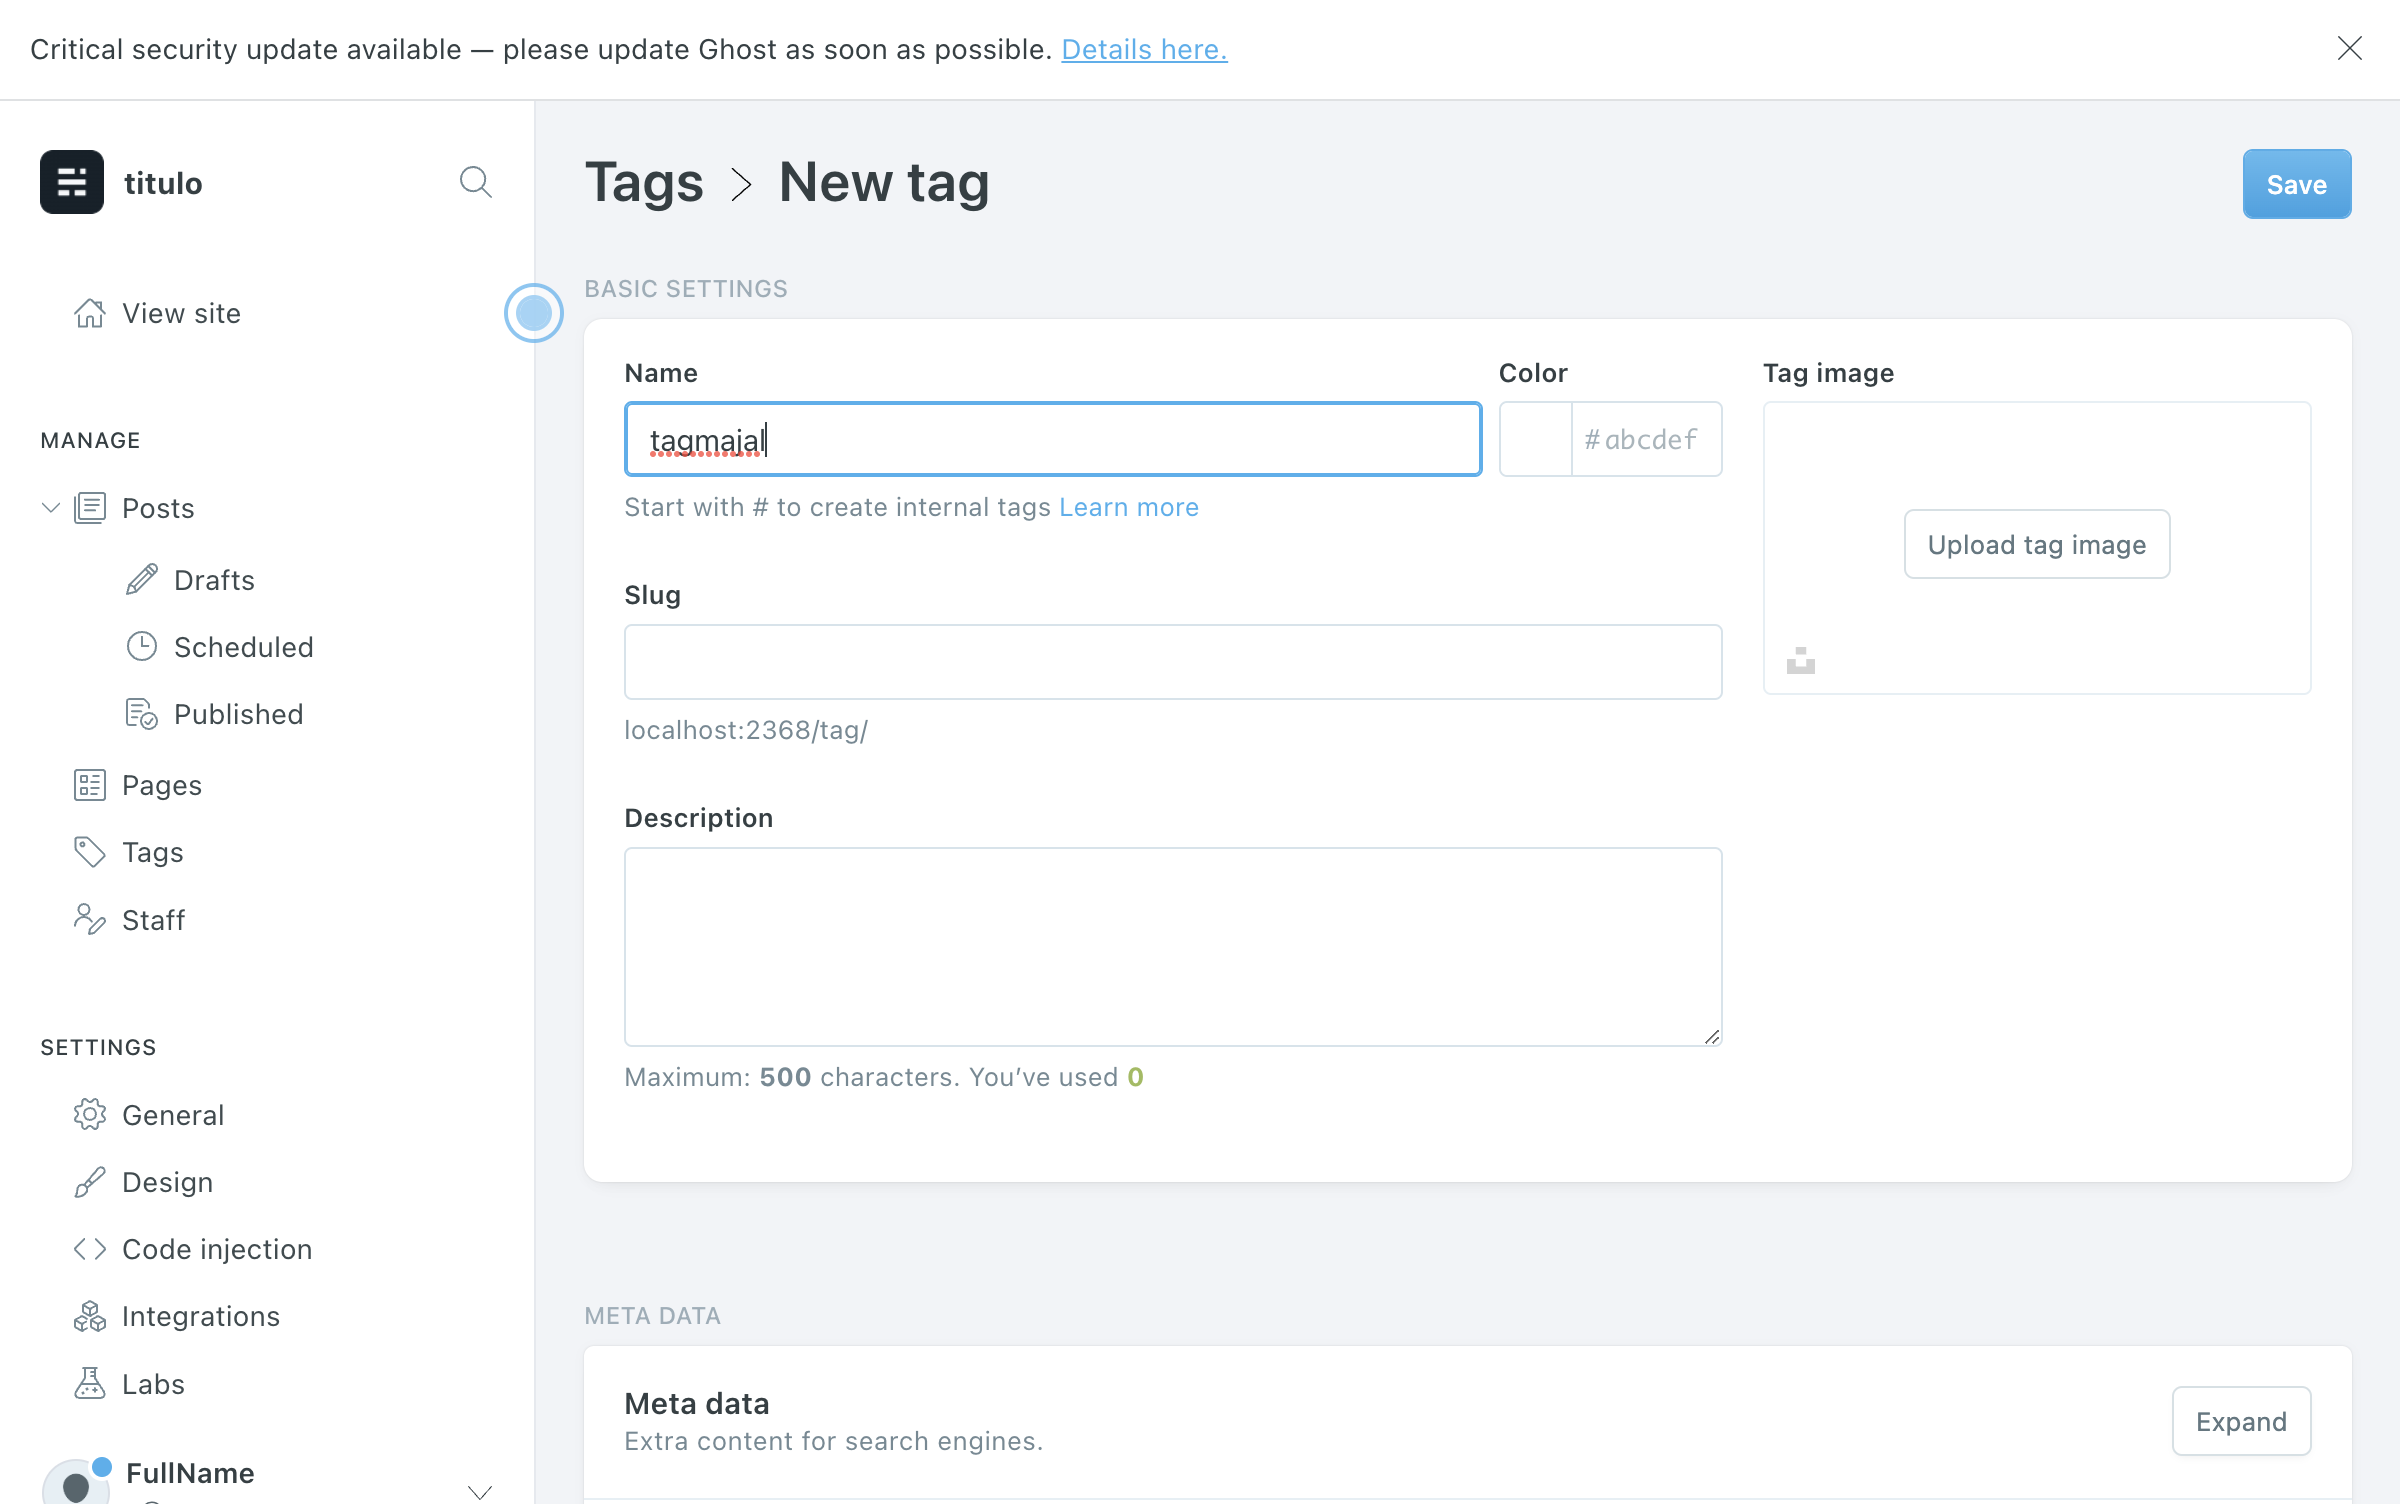 Critical security update available — please update Ghost as soon as possible. Details here.
titulo
View site
MANAGE
Posts
Drafts
Scheduled
Published
Pages
Tags
Staff
SETTINGS
General
Design
Code injection
Integrations
Labs
FullName
Tags > New tag
Save
BASIC SETTINGS
Name
tagmajal
Start with # to create internal tags Learn more
Color
#abcdef
Tag image
Upload tag image
Slug
localhost:2368/tag/
Description
Maximum: 500 characters. You’ve used 0
META DATA
Meta data
Extra content for search engines.
Expand